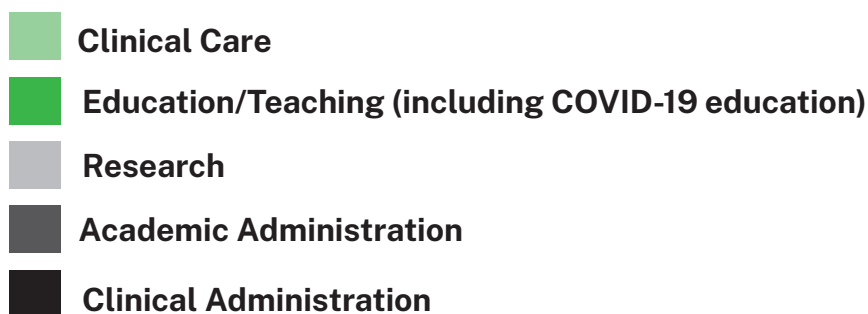 Clinical Care
Education/Teaching (including COVID-19 education)
Research
Academic Administration
Clinical Administration